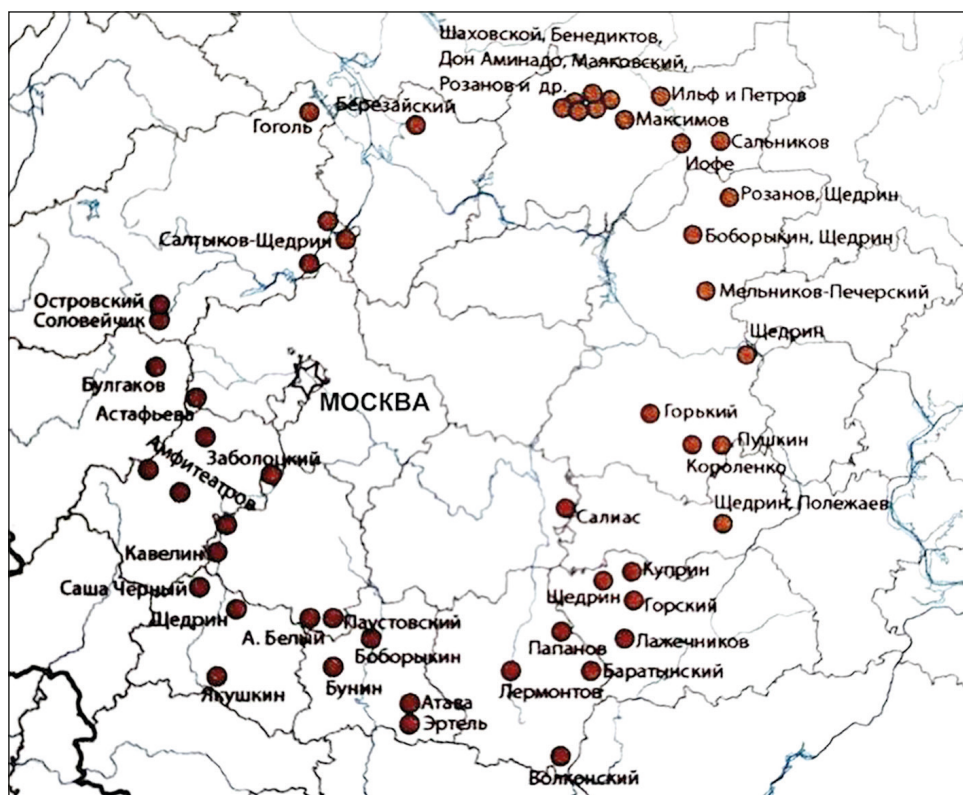 Шаховской, Бенедиктов,
Дон Аминадо, Маяковский,
Розанов и др.
Ильф и Петров
Березайский
Гоголь
Максимов
Сальников
Иофе
Розанов, Щедрин
Боборыкин, Щедрин
Салтыков-Щедрин
Мельников-Печерский
Островский
Соловейчик
Щедрин
Булгаков
МОСКВА
Астафьева
Горький
Амфитеатров
Заболоцкий
Пушкин
Короленко
Щедрин, Полежаев
Салиас
Кавелин
Куприн
Саша Черный
Щедрин
Горский
Щедрин
Паустовский
А. Белый
Папанов
Лажечников
Боборыкин
Баратынский
Якушкин
Бунин
Лермонтов
Атава
Эртель
Волконский